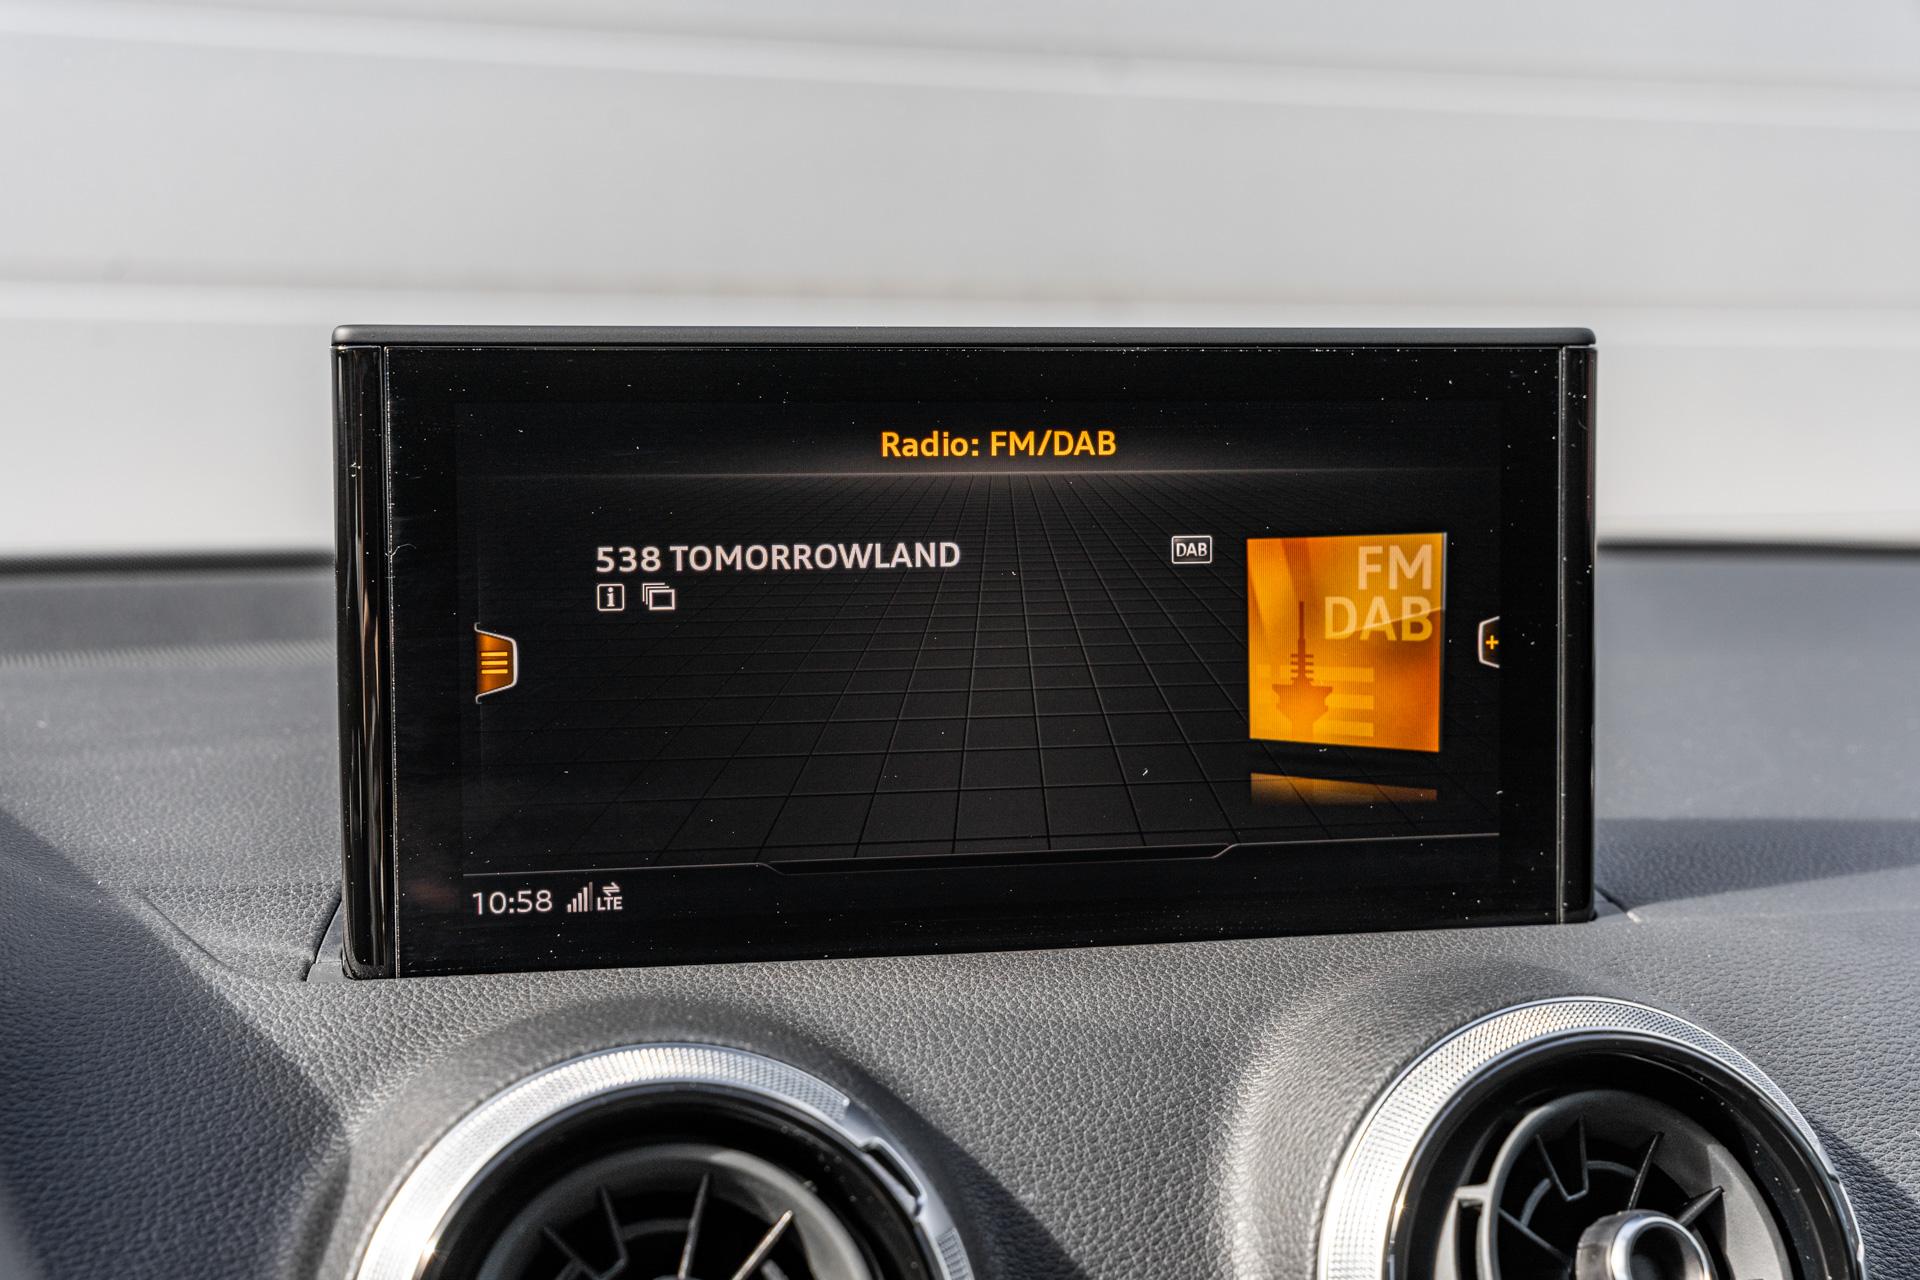 Radio: FM/DAB
538 TOMORROWLAND
DAB
FM
DAB
10:58
LTE